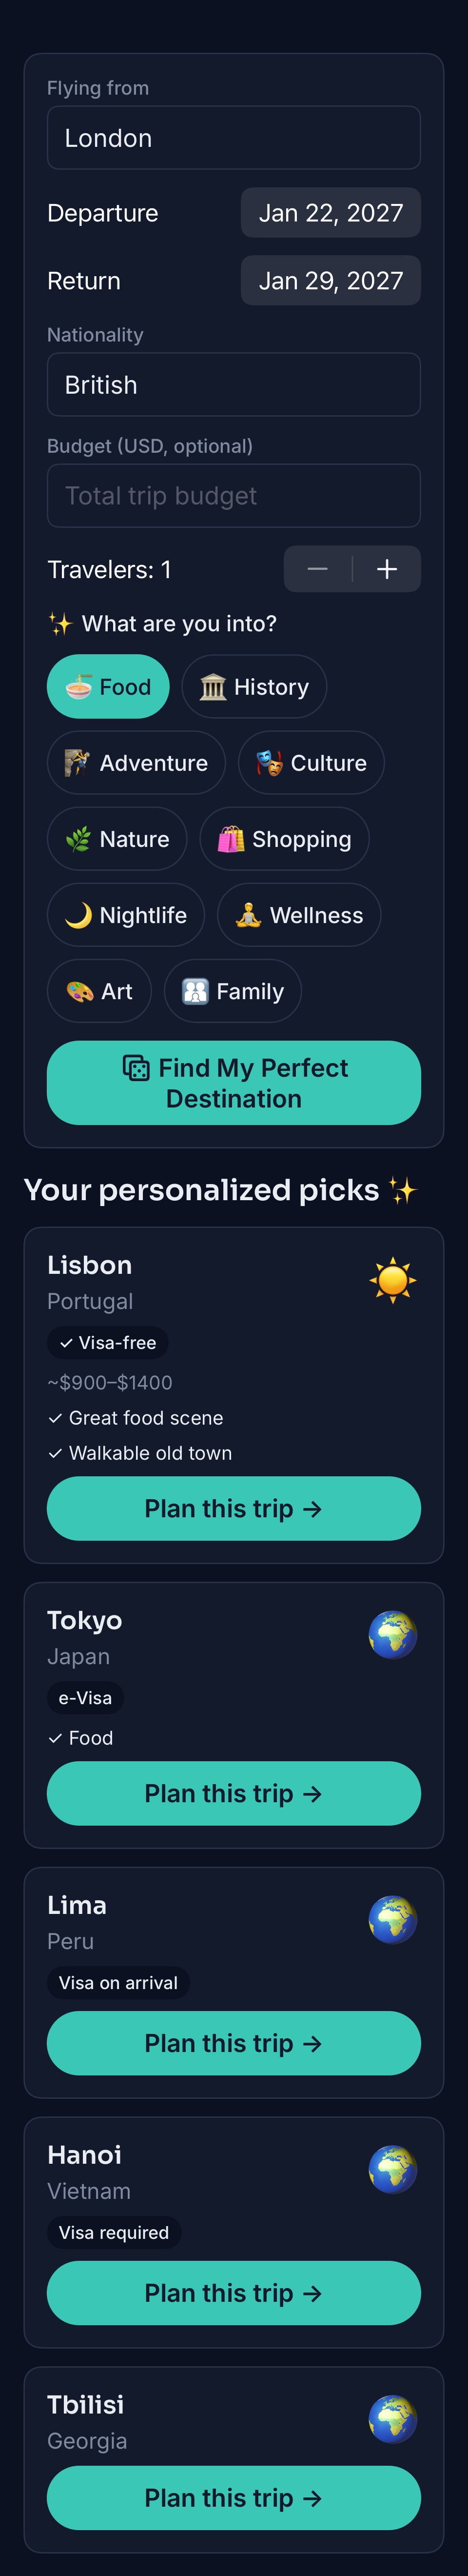 Flying from
London
Departure
Jan 22, 2027
Return
Jan 29, 2027
Nationality
British
Budget (USD, optional)
Total trip budget
Travelers: 1
✨ What are you into?
🍜 Food
🏛️ History
🧗 Adventure
🎭 Culture
🌿 Nature
🛍️ Shopping
🌙 Nightlife
🧘 Wellness
🎨 Art
👨‍👩‍👦 Family
Find My Perfect
Destination
Your personalized picks ✨
Lisbon
Portugal
✓ Visa-free
~$900–$1400
✓ Great food scene
✓ Walkable old town
Plan this trip →
Tokyo
Japan
e-Visa
✓ Food
Plan this trip →
Lima
Peru
Visa on arrival
Plan this trip →
Hanoi
Vietnam
Visa required
Plan this trip →
Tbilisi
Georgia
Plan this trip →